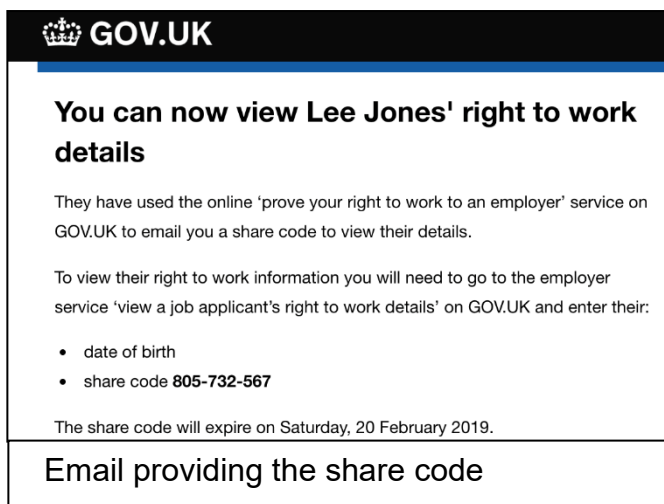 GOV.UK
You can now view Lee Jones' right to work
details
They have used the online ‘prove your right to work to an employer’ service on
GOV.UK to email you a share code to view their details.
To view their right to work information you will need to go to the employer
service ‘view a job applicant’s right to work details’ on GOV.UK and enter their:
• date of birth
• share code 805-732-567
The share code will expire on Saturday, 20 February 2019.
Email providing the share code